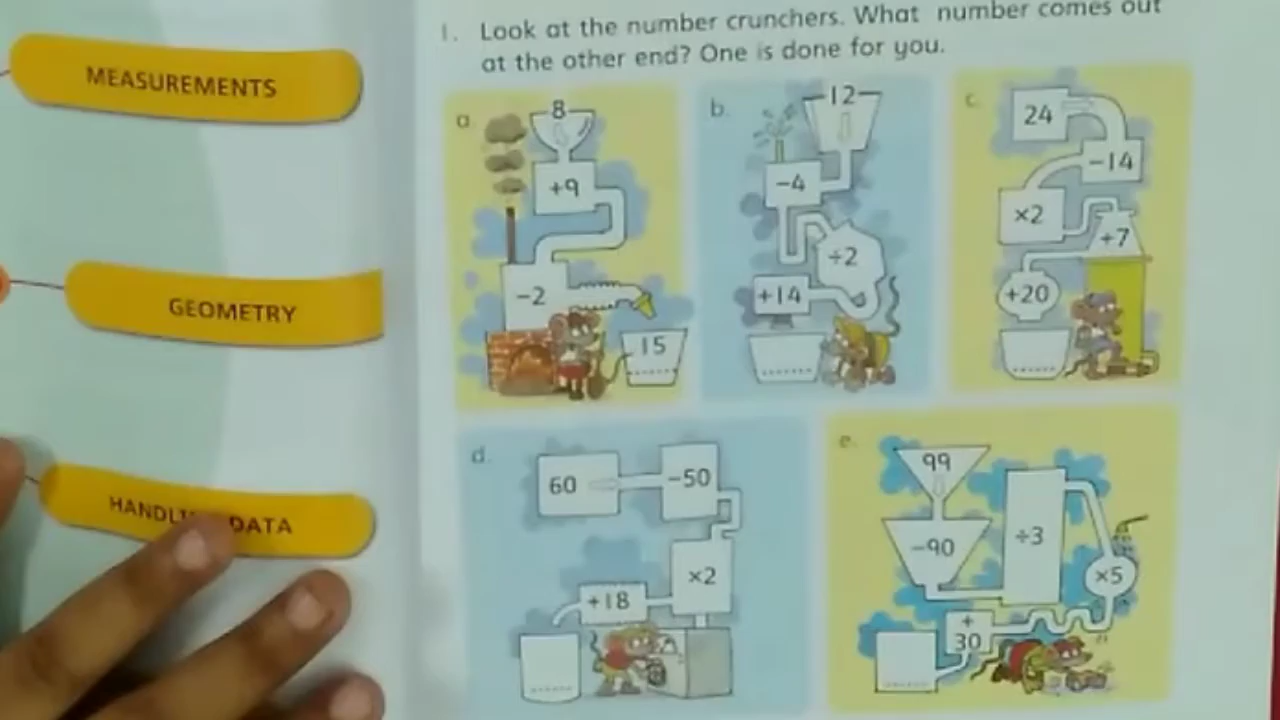 MEASUREMENTS
GEOMETRY
HANDLING DATA
1. Look at the number crunchers. What number comes out
at the other end? One is done for you.
a.
8
+9
-2
15
b.
12
-4
÷2
+14
c.
24
-14
×2
+7
+20
d.
60
-50
×2
+18
e.
99
-90
÷3
×5
+
30